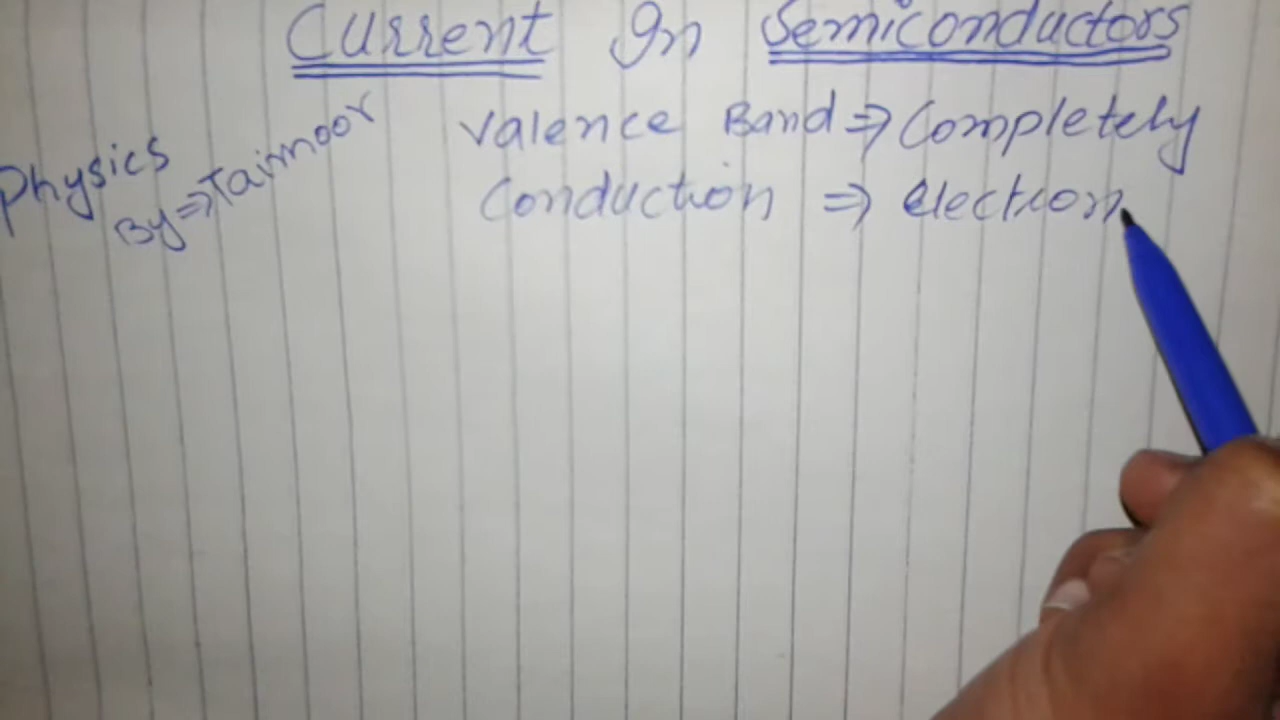 Current In Semiconductors
Valence Band ⇒ Completely
Conduction ⇒ electron
Physics
By ⇒ Taimoor